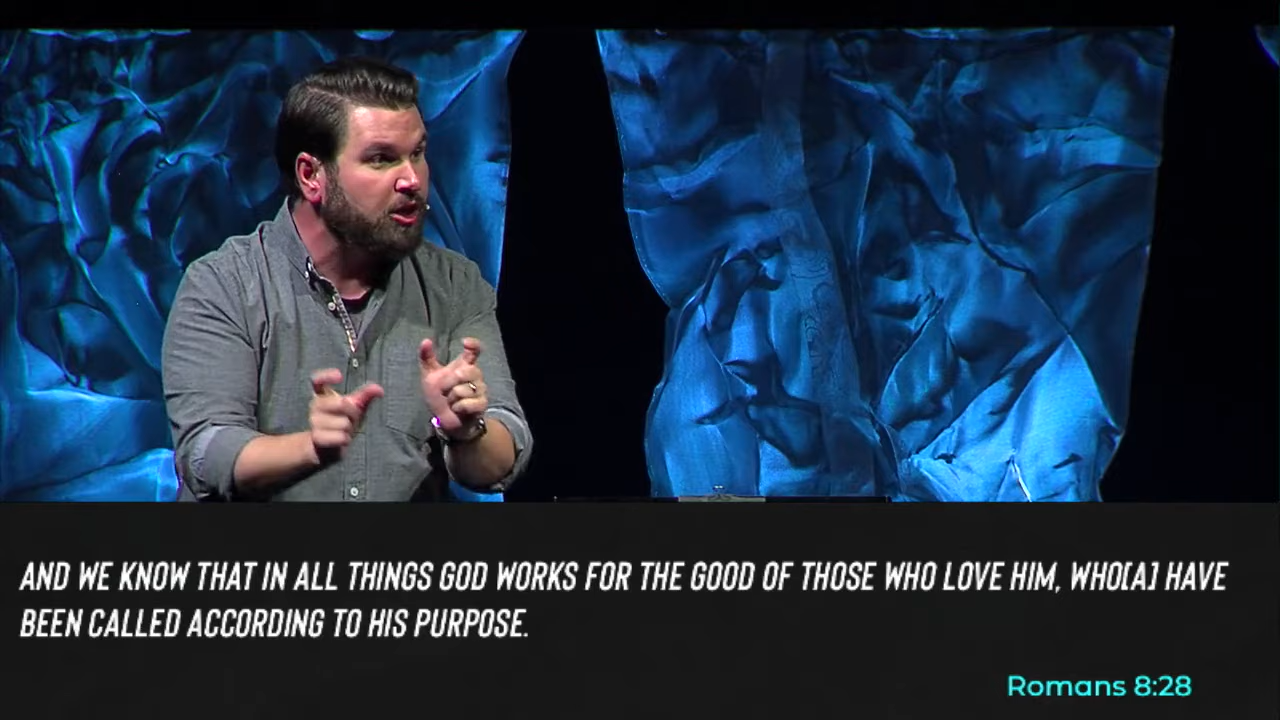 AND WE KNOW THAT IN ALL THINGS GOD WORKS FOR THE GOOD OF THOSE WHO LOVE HIM, WHO[A] HAVE
BEEN CALLED ACCORDING TO HIS PURPOSE.
Romans 8:28